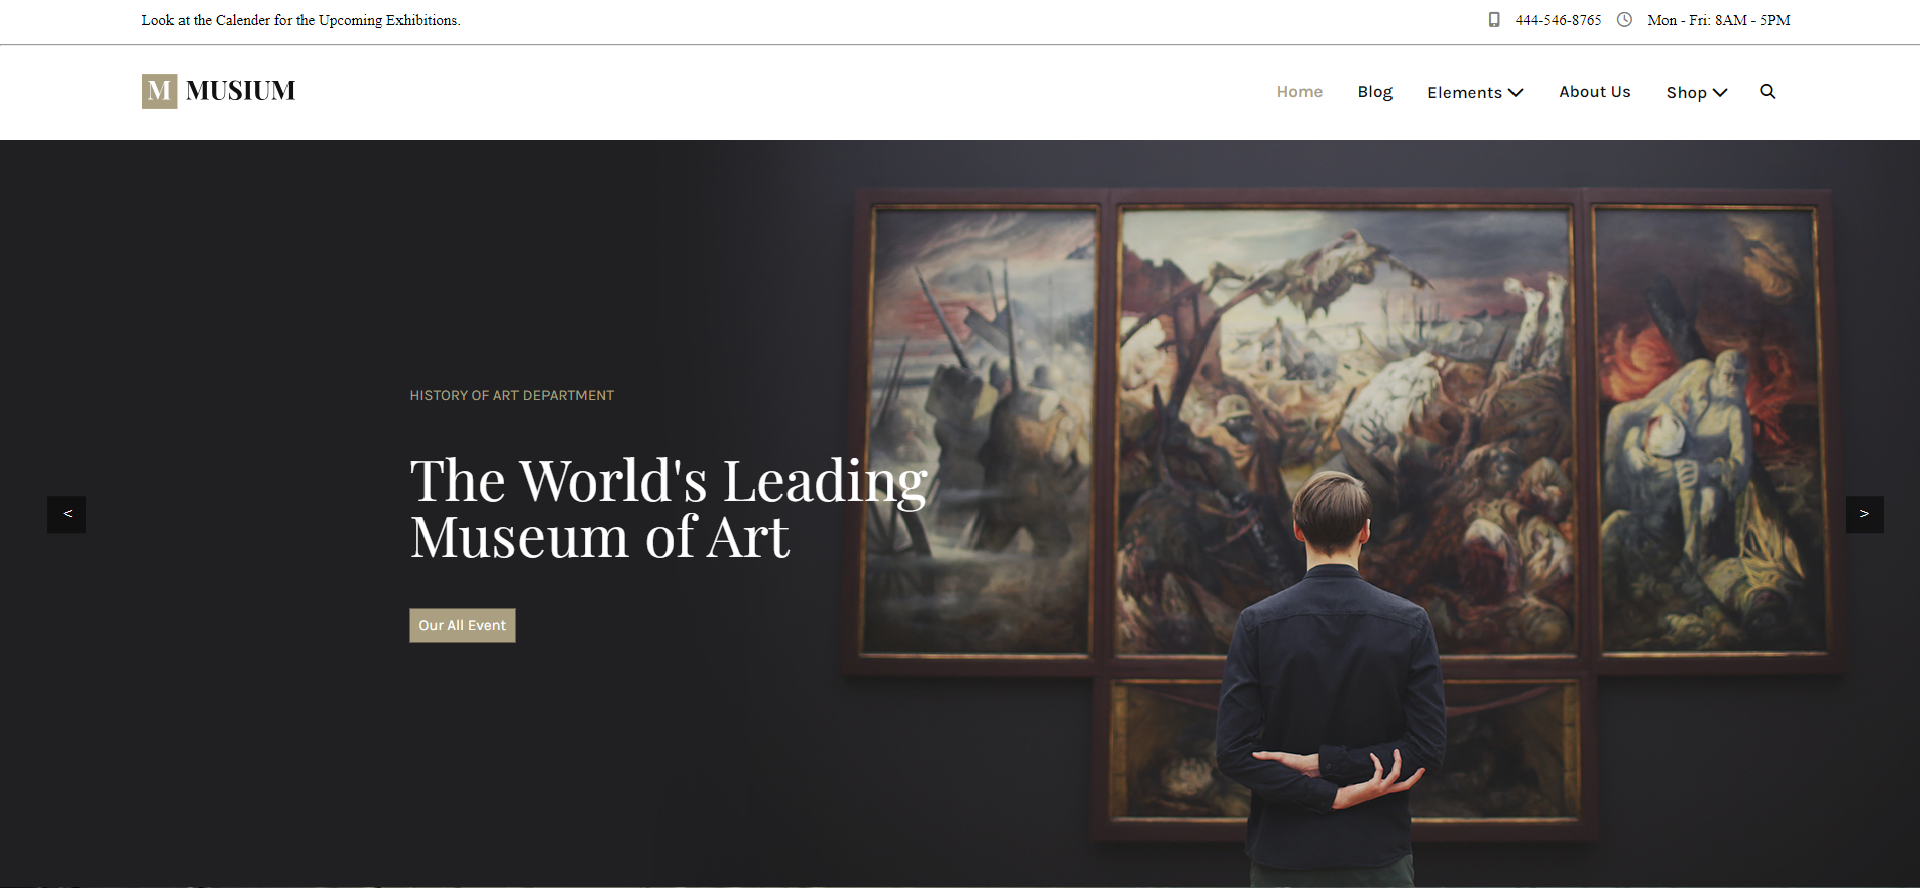 Look at the Calender for the Upcoming Exhibitions.
444-546-8765 Mon - Fri: 8AM - 5PM
M MUSIUM
Home Blog Elements About Us Shop
HISTORY OF ART DEPARTMENT
The World's Leading
Museum of Art
< >
Our All Event